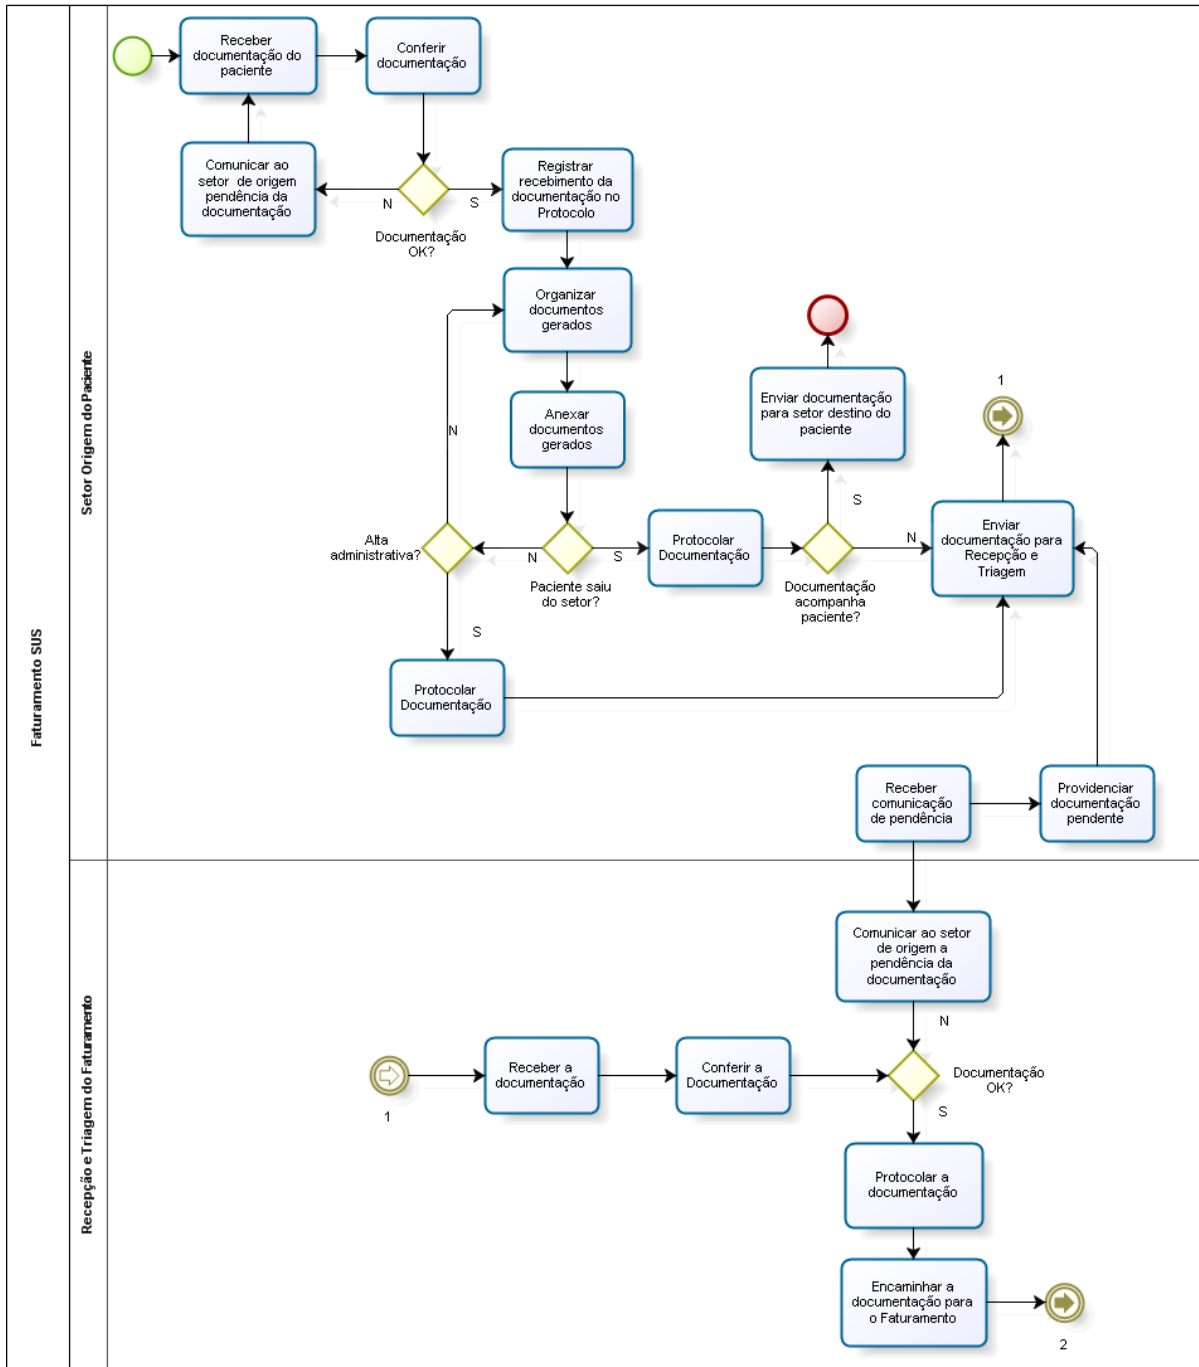 Faturamento SUS
Setor Origem do Paciente
Receber
documentação do
paciente
Conferir
documentação
Comunicar ao
setor de origem
pendência da
documentação
N
S
Documentação
OK?
Registrar
recebimento da
documentação no
Protocolo
Organizar
documentos
gerados
Anexar
documentos
gerados
N
Alta
administrativa?
N
Paciente saiu
do setor?
S
Protocolar
Documentação
Documentação
acompanha
paciente?
S
Enviar documentação
para setor destino do
paciente
N
Enviar
documentação para
Recepção e
Triagem
1
S
Protocolar
Documentação
Receber
comunicação
de pendência
Providenciar
documentação
pendente
Recepção e Triagem do Faturamento
Comunicar ao setor
de origem a
pendência da
documentação
N
1
Receber a
documentação
Conferir a
Documentação
Documentação
OK?
S
Protocolar a
documentação
Encaminhar a
documentação para
o Faturamento
2